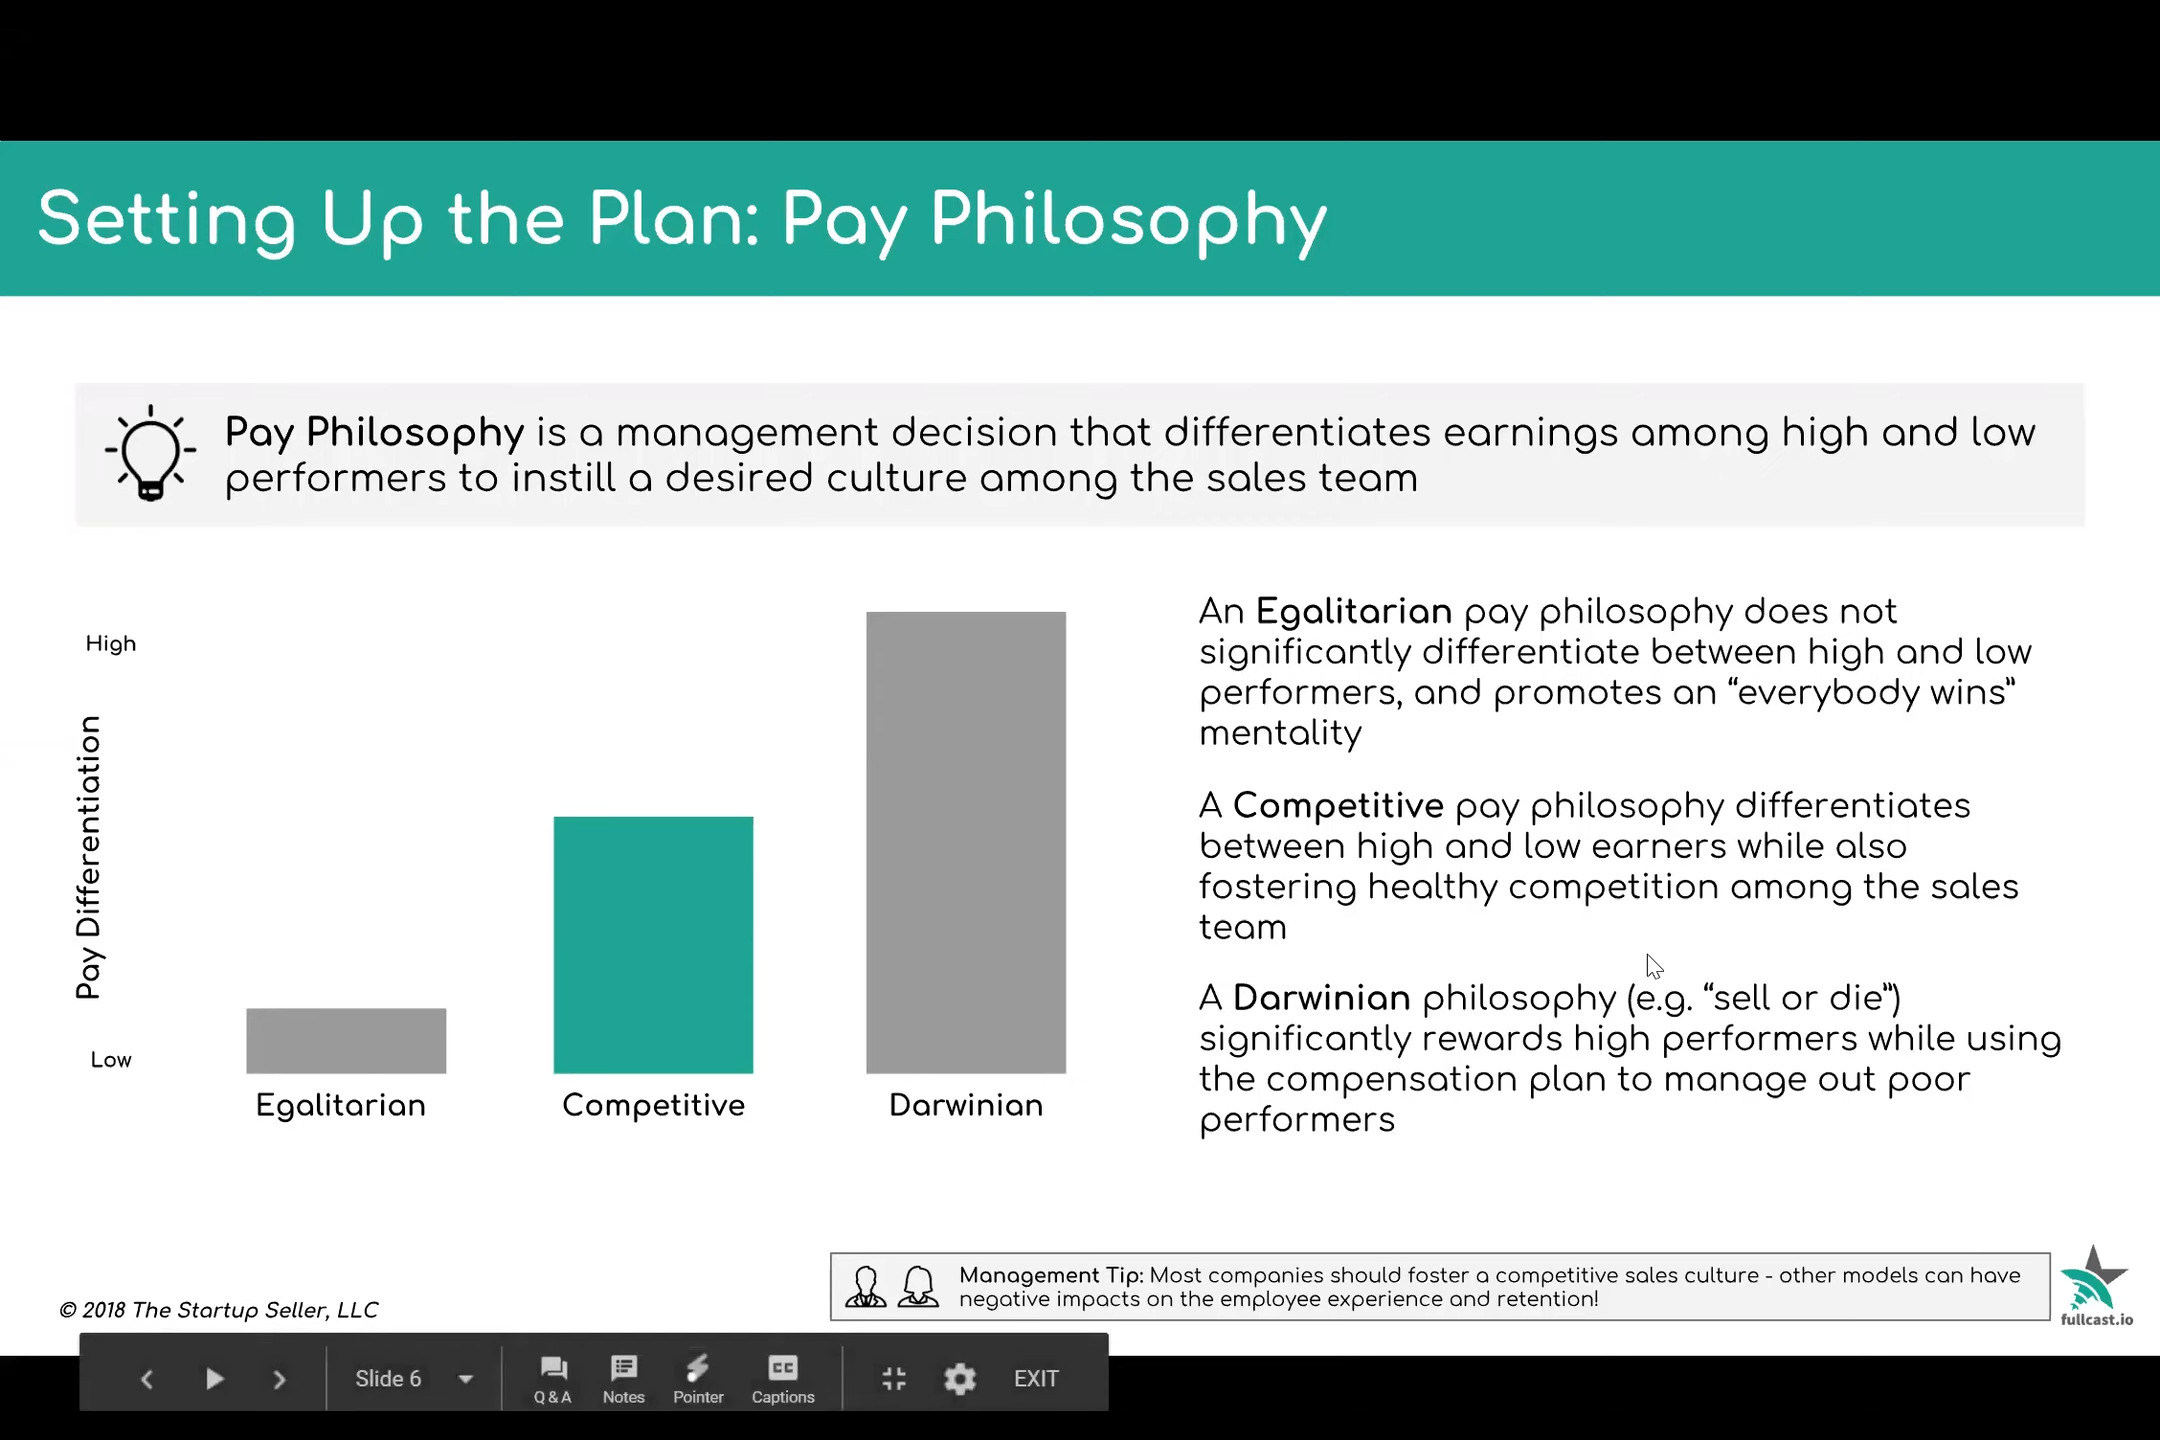 Setting Up the Plan: Pay Philosophy
Pay Philosophy is a management decision that differentiates earnings among high and low
performers to instill a desired culture among the sales team
High
Pay Differentiation
Low
Egalitarian
Competitive
Darwinian
An Egalitarian pay philosophy does not
significantly differentiate between high and low
performers, and promotes an “everybody wins”
mentality
A Competitive pay philosophy differentiates
between high and low earners while also
fostering healthy competition among the sales
team
A Darwinian philosophy (e.g. “sell or die”)
significantly rewards high performers while using
the compensation plan to manage out poor
performers
Management Tip: Most companies should foster a competitive sales culture - other models can have
negative impacts on the employee experience and retention!
© 2018 The Startup Seller, LLC
fullcast.io
Slide 6
Q & A
Notes
Pointer
CC
Captions
EXIT